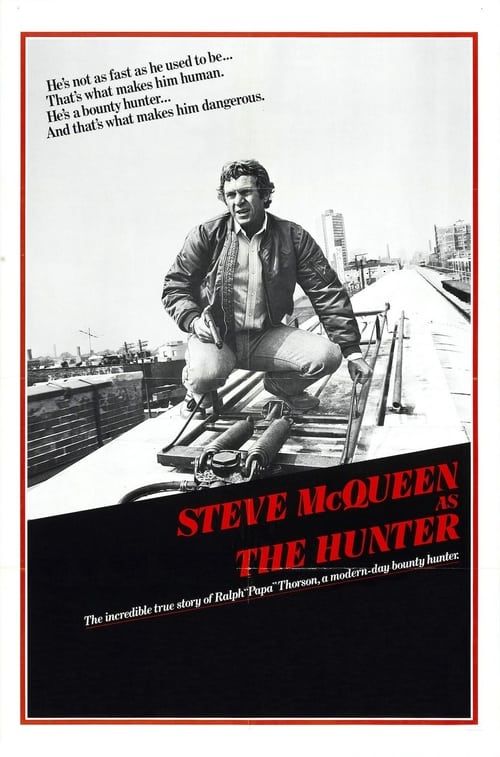 He's not as fast as he used to be...
That's what makes him human.
He's a bounty hunter...
And that's what makes him dangerous.
STEVE McQUEEN
AS
THE HUNTER
The incredible true story of Ralph "Papa" Thorson, a modern-day bounty hunter.